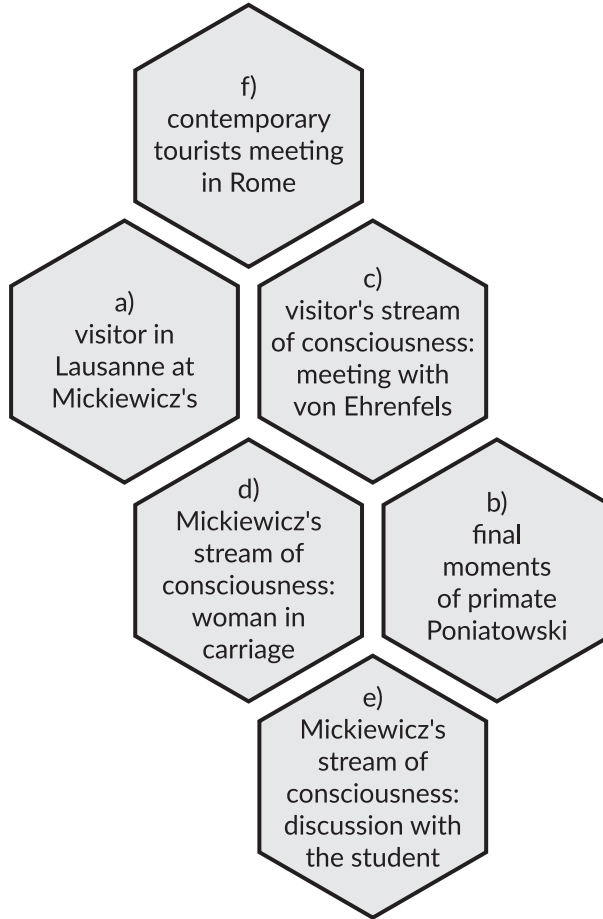 f)
contemporary
tourists meeting
in Rome
a)
visitor in
Lausanne at
Mickiewicz's
c)
visitor's stream
of consciousness:
meeting with
von Ehrenfels
d)
Mickiewicz's
stream of
consciousness:
woman in
carriage
b)
final
moments
of primate
Poniatowski
e)
Mickiewicz's
stream of
consciousness:
discussion with
the student